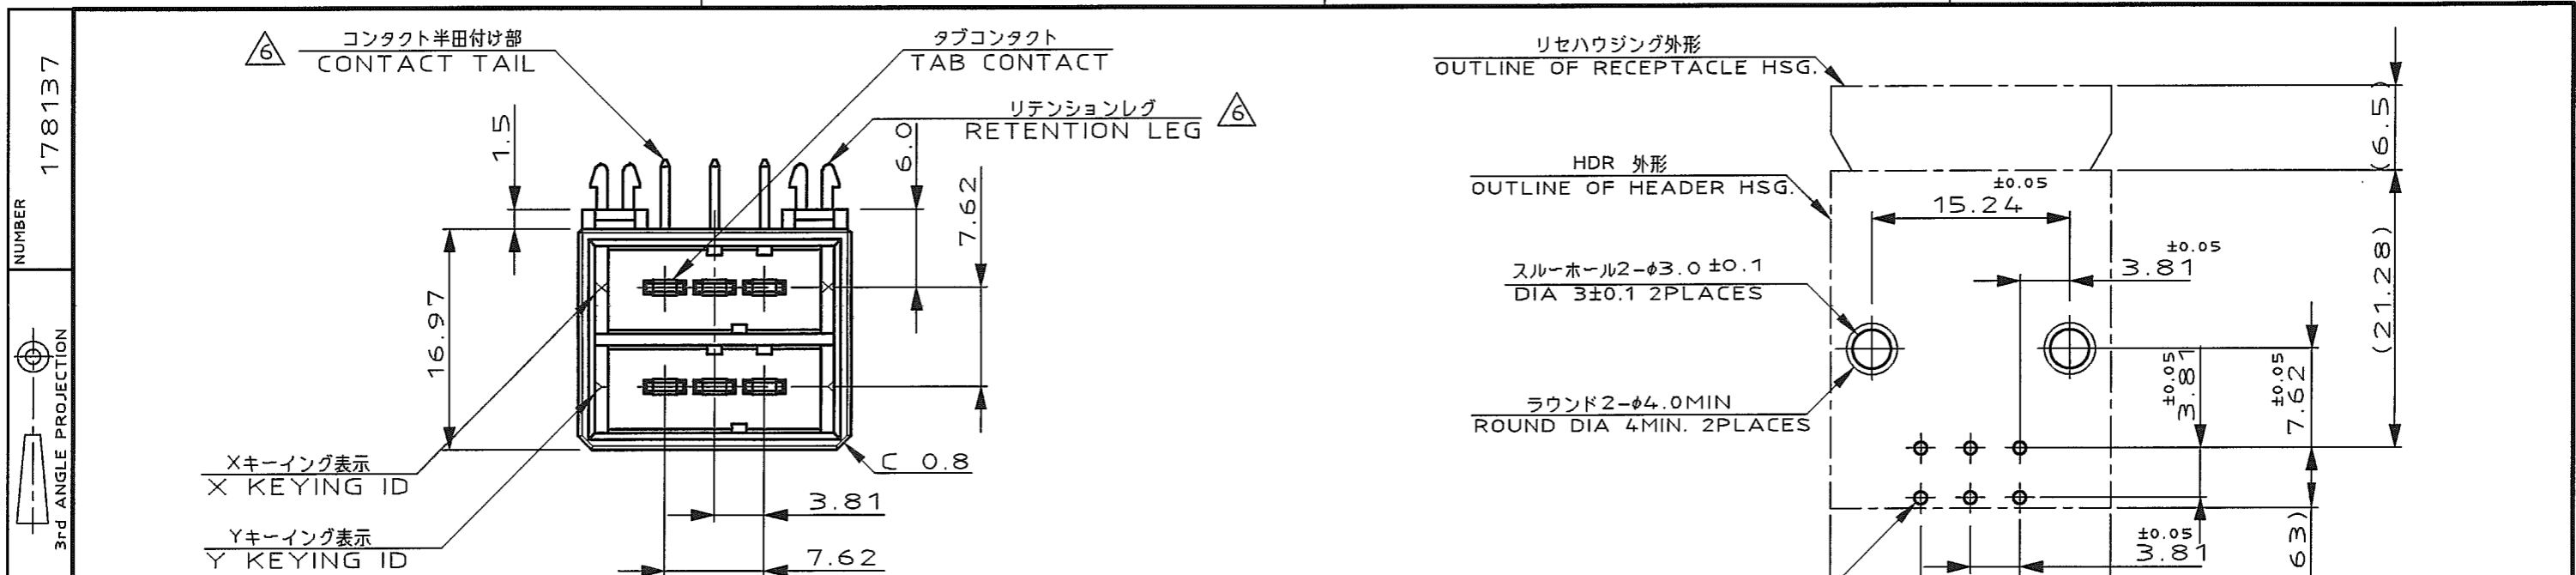 NUMBER
178137
3rd ANGLE PROJECTION
6
コンタクト半田付け部
CONTACT TAIL
タブコンタクト
TAB CONTACT
リテンションレグ
RETENTION LEG
6
1.5
6.0
7.62
16.97
Xキーイング表示
X KEYING ID
Yキーイング表示
Y KEYING ID
C 0.8
3.81
7.62
リセハウジング外形
OUTLINE OF RECEPTACLE HSG.
(6.5)
HDR 外形
OUTLINE OF HEADER HSG.
±0.05
15.24
±0.05
3.81
(21.28)
スルーホール2-φ3.0 ±0.1
DIA 3±0.1 2PLACES
ラウンド2-φ4.0MIN
ROUND DIA 4MIN. 2PLACES
±0.05
3.81
±0.05
7.62
±0.05
3.81
63)